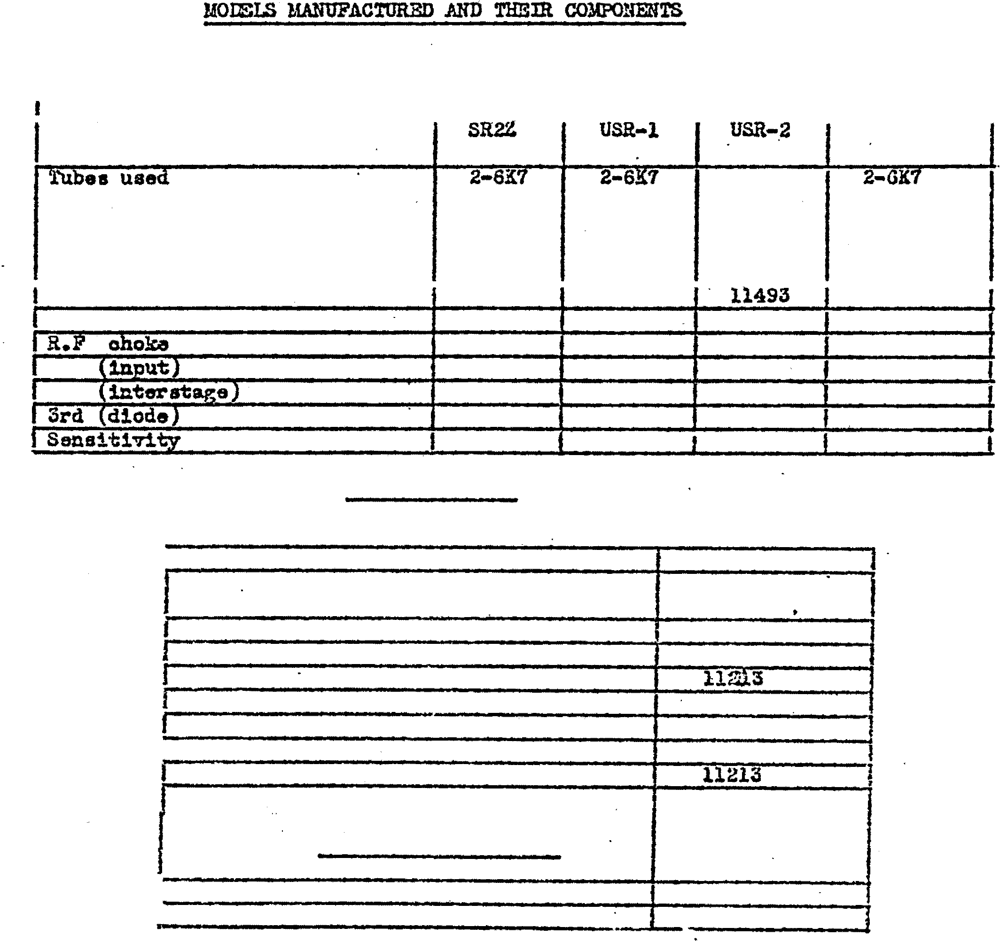 MODELS MANUFACTURED AND THEIR COMPONENTS
SR2Z USR-1 USR-2
Tubes used 2-6K7 2-6K7 2-6K7
11493
R.F choke
(input)
(interstage)
3rd (diode)
Sensitivity
11213
11213